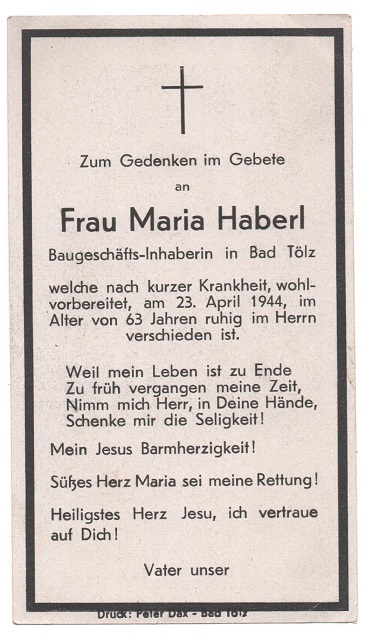 Zum Gedenken im Gebete
an
Frau Maria Haberl
Baugeschäfts-Inhaberin in Bad Tölz
welche nach kurzer Krankheit, wohl-
vorbereitet, am 23. April 1944, im
Alter von 63 Jahren ruhig im Herrn
verschieden ist.
Weil mein Leben ist zu Ende
Zu früh vergangen meine Zeit,
Nimm mich Herr, in Deine Hände,
Schenke mir die Seligkeit!
Mein Jesus Barmherzigkeit!
Süßes Herz Maria sei meine Rettung!
Heiligstes Herz Jesu, ich vertraue
auf Dich!
Vater unser
Druck: Peter Dax - Bad Tölz